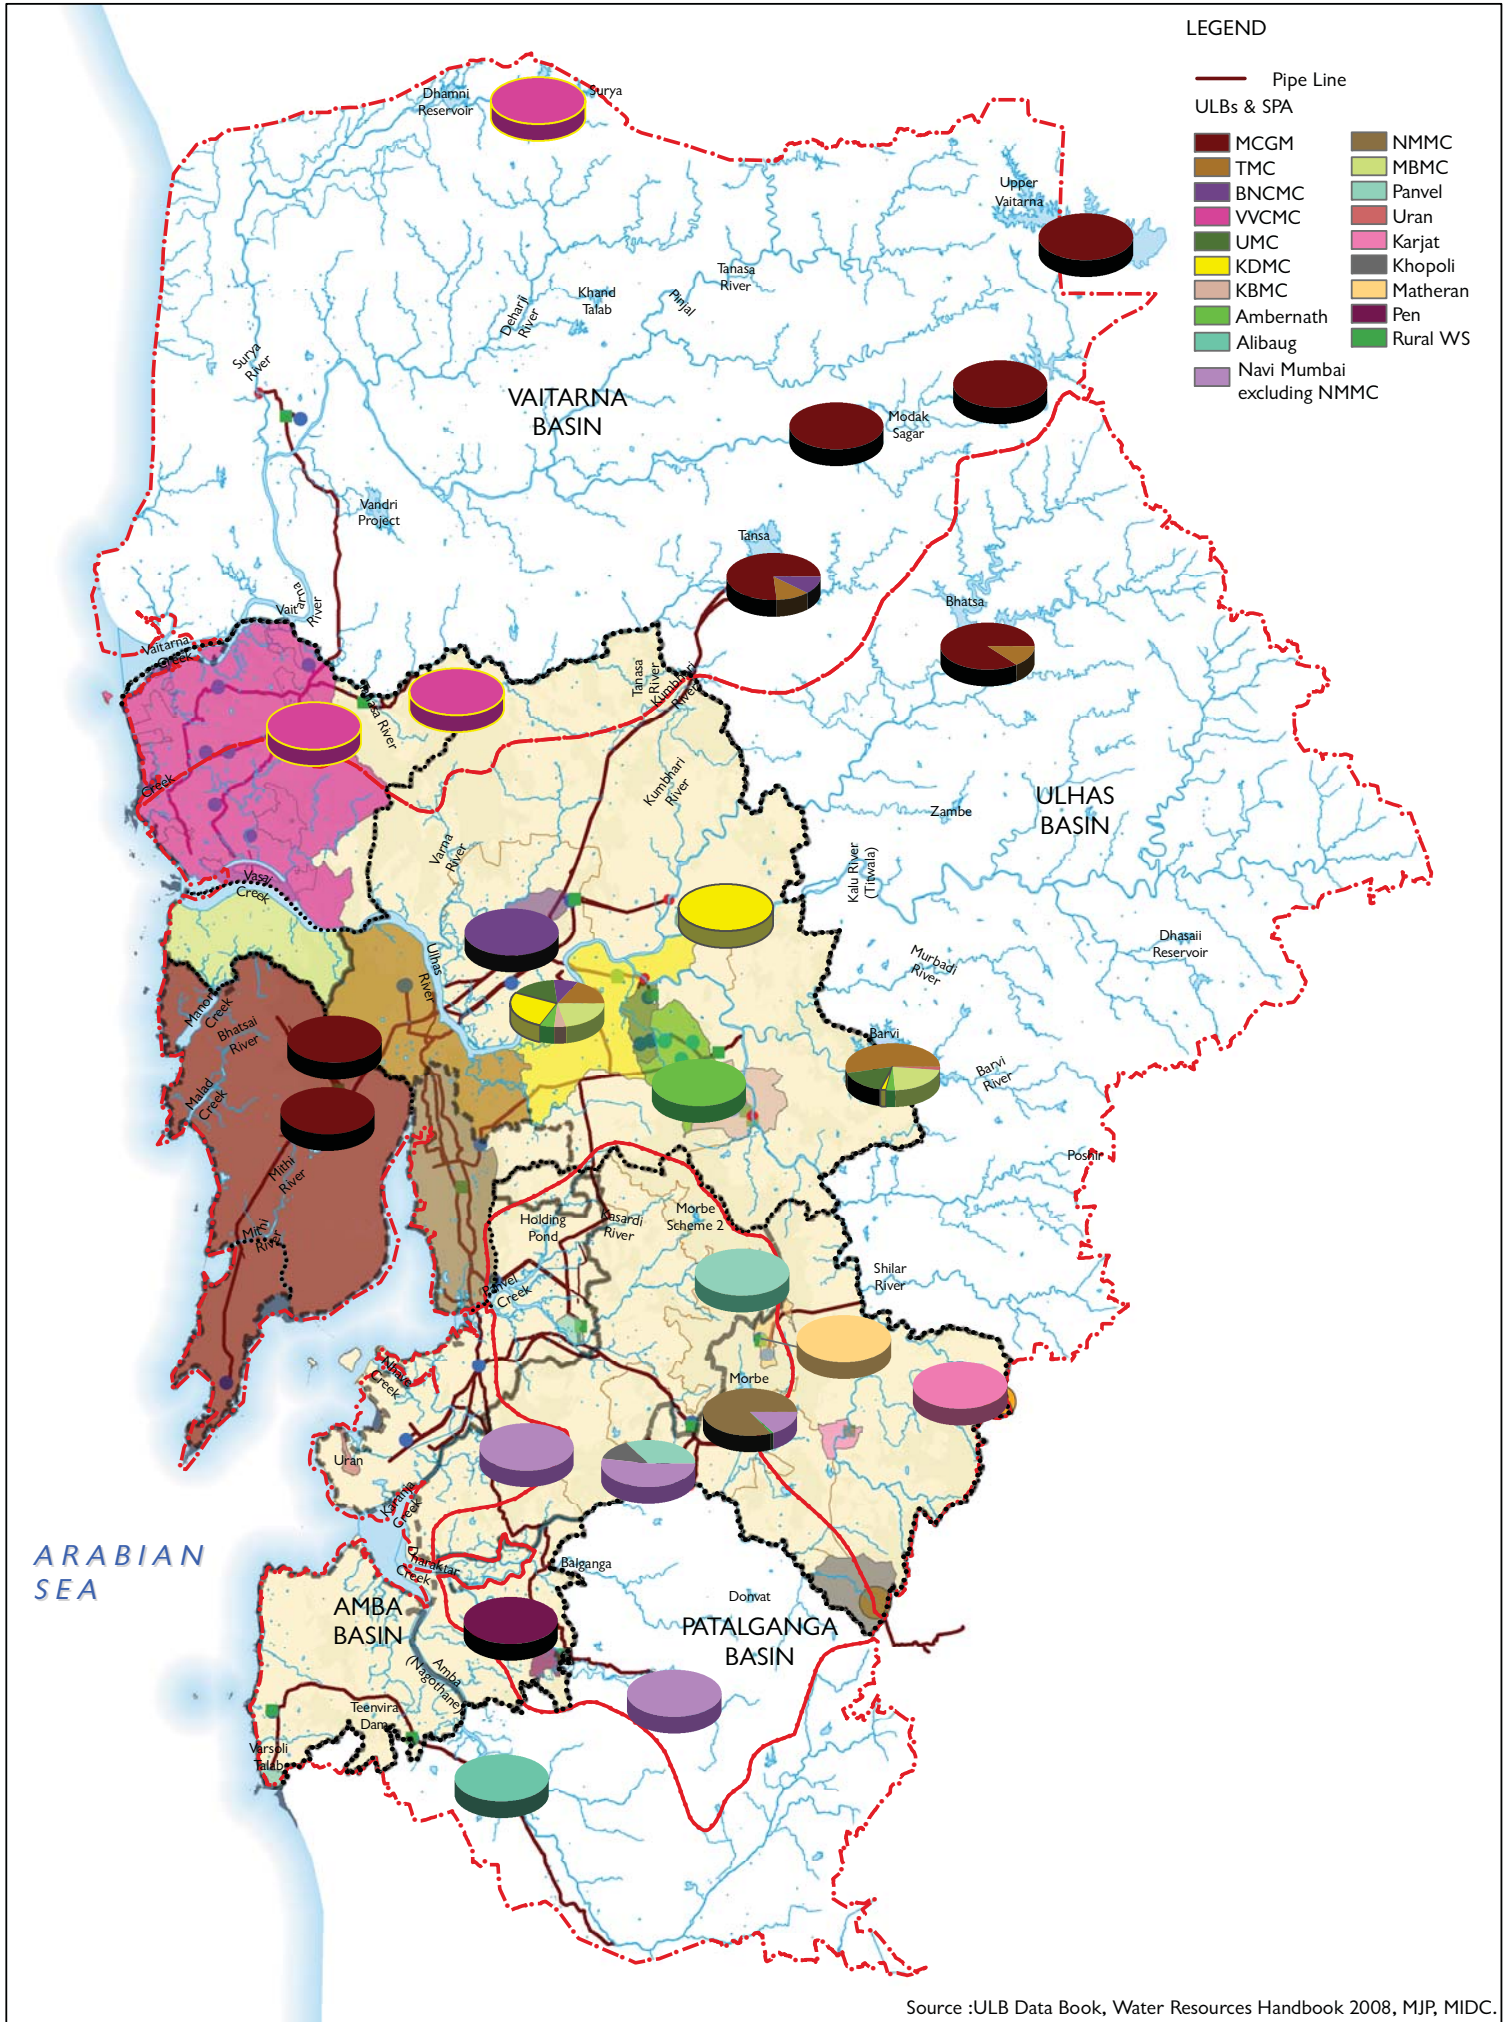 LEGEND
Pipe Line
ULBs & SPA
MCGM
TMC
BNCMC
VVCMC
UMC
KDMC
KBMC
Ambernath
Alibaug
Navi Mumbai
excluding NMMC
NMMC
MBMC
Panvel
Uran
Karjat
Khopoli
Matheran
Pen
Rural WS
Dhamni
Reservoir
Surya
Upper
Vaitarna
Tanasa
River
Pinjal
Khand
Talab
Deharji
River
Surya
River
VAITARNA
BASIN
Modak
Sagar
Vandri
Project
Tansa
Bhatsa
Vaitarna
River
Vaitarna
Creek
Tanasa
River
Kumbhari
River
River
Kumbhari
River
Creek
ULHAS
BASIN
Zambe
Varna
River
Kalu River
(Titwala)
Vasai
Creek
Ulhas
River
Dhasaii
Reservoir
Murbadi
River
Manori
Creek
Bhatsai
River
Barvi
Barvi
River
Malad
Creek
Mithi
River
Poshir
Mithi
River
Holding
Pond
Kasardi
River
Morbe
Scheme 2
Panvel
Creek
Shilar
River
Nhave
Creek
Morbe
Uran
Karanja
Creek
ARABIAN
SEA
Dharaktar
Creek
Balganga
Donvat
AMBA
BASIN
PATALGANGA
BASIN
Amba
(Nagothane)
Teenvira
Dam
Varsoli
Talab
Source :ULB Data Book, Water Resources Handbook 2008, MJP, MIDC.